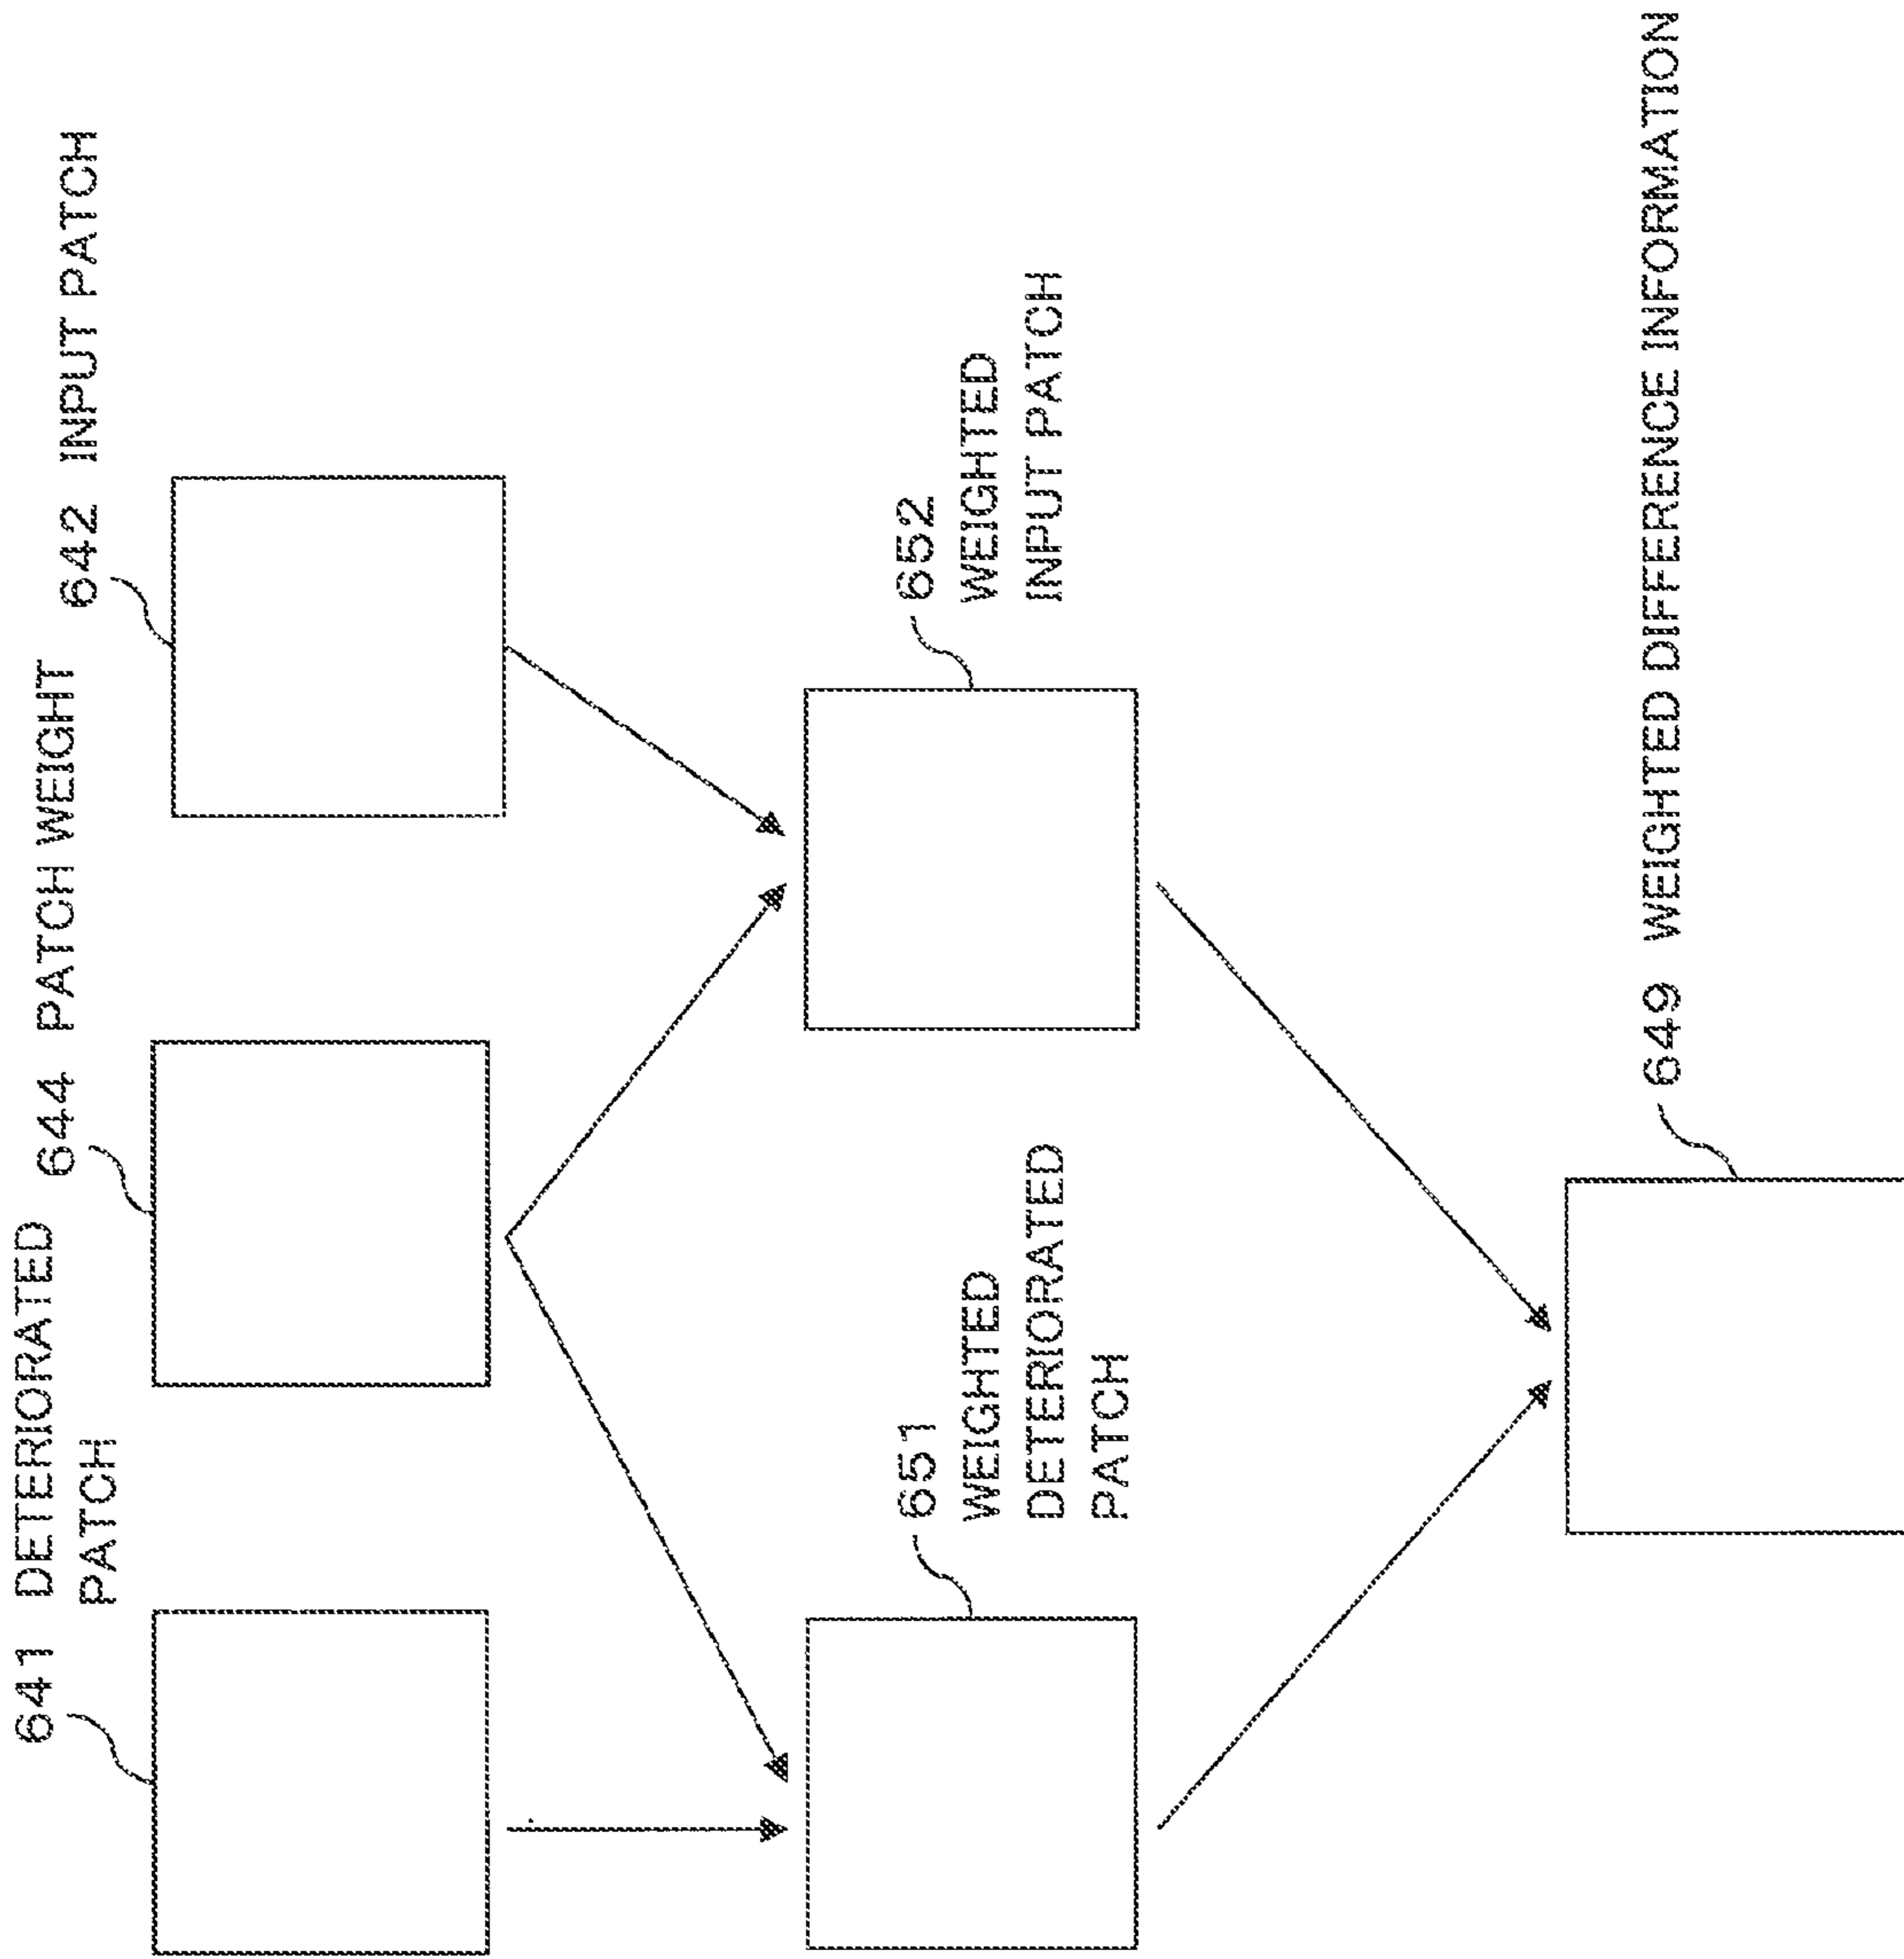 641 DETERIORATED
PATCH
644 PATCH WEIGHT
642 INPUT PATCH
651
WEIGHTED
DETERIORATED
PATCH
652
WEIGHTED
INPUT PATCH
649 WEIGHTED DIFFERENCE INFORMATION